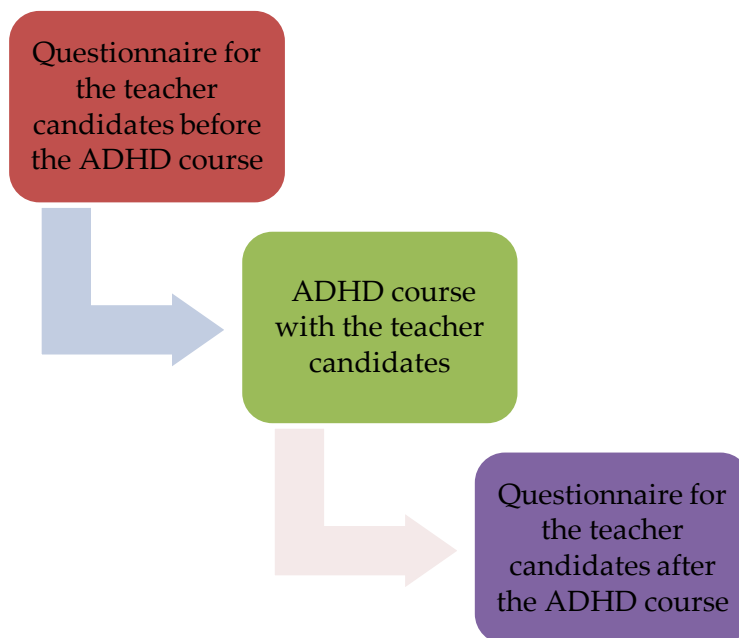 Questionnaire for
the teacher
candidates before
the ADHD course
ADHD course
with the teacher
candidates
Questionnaire for
the teacher
candidates after
the ADHD course